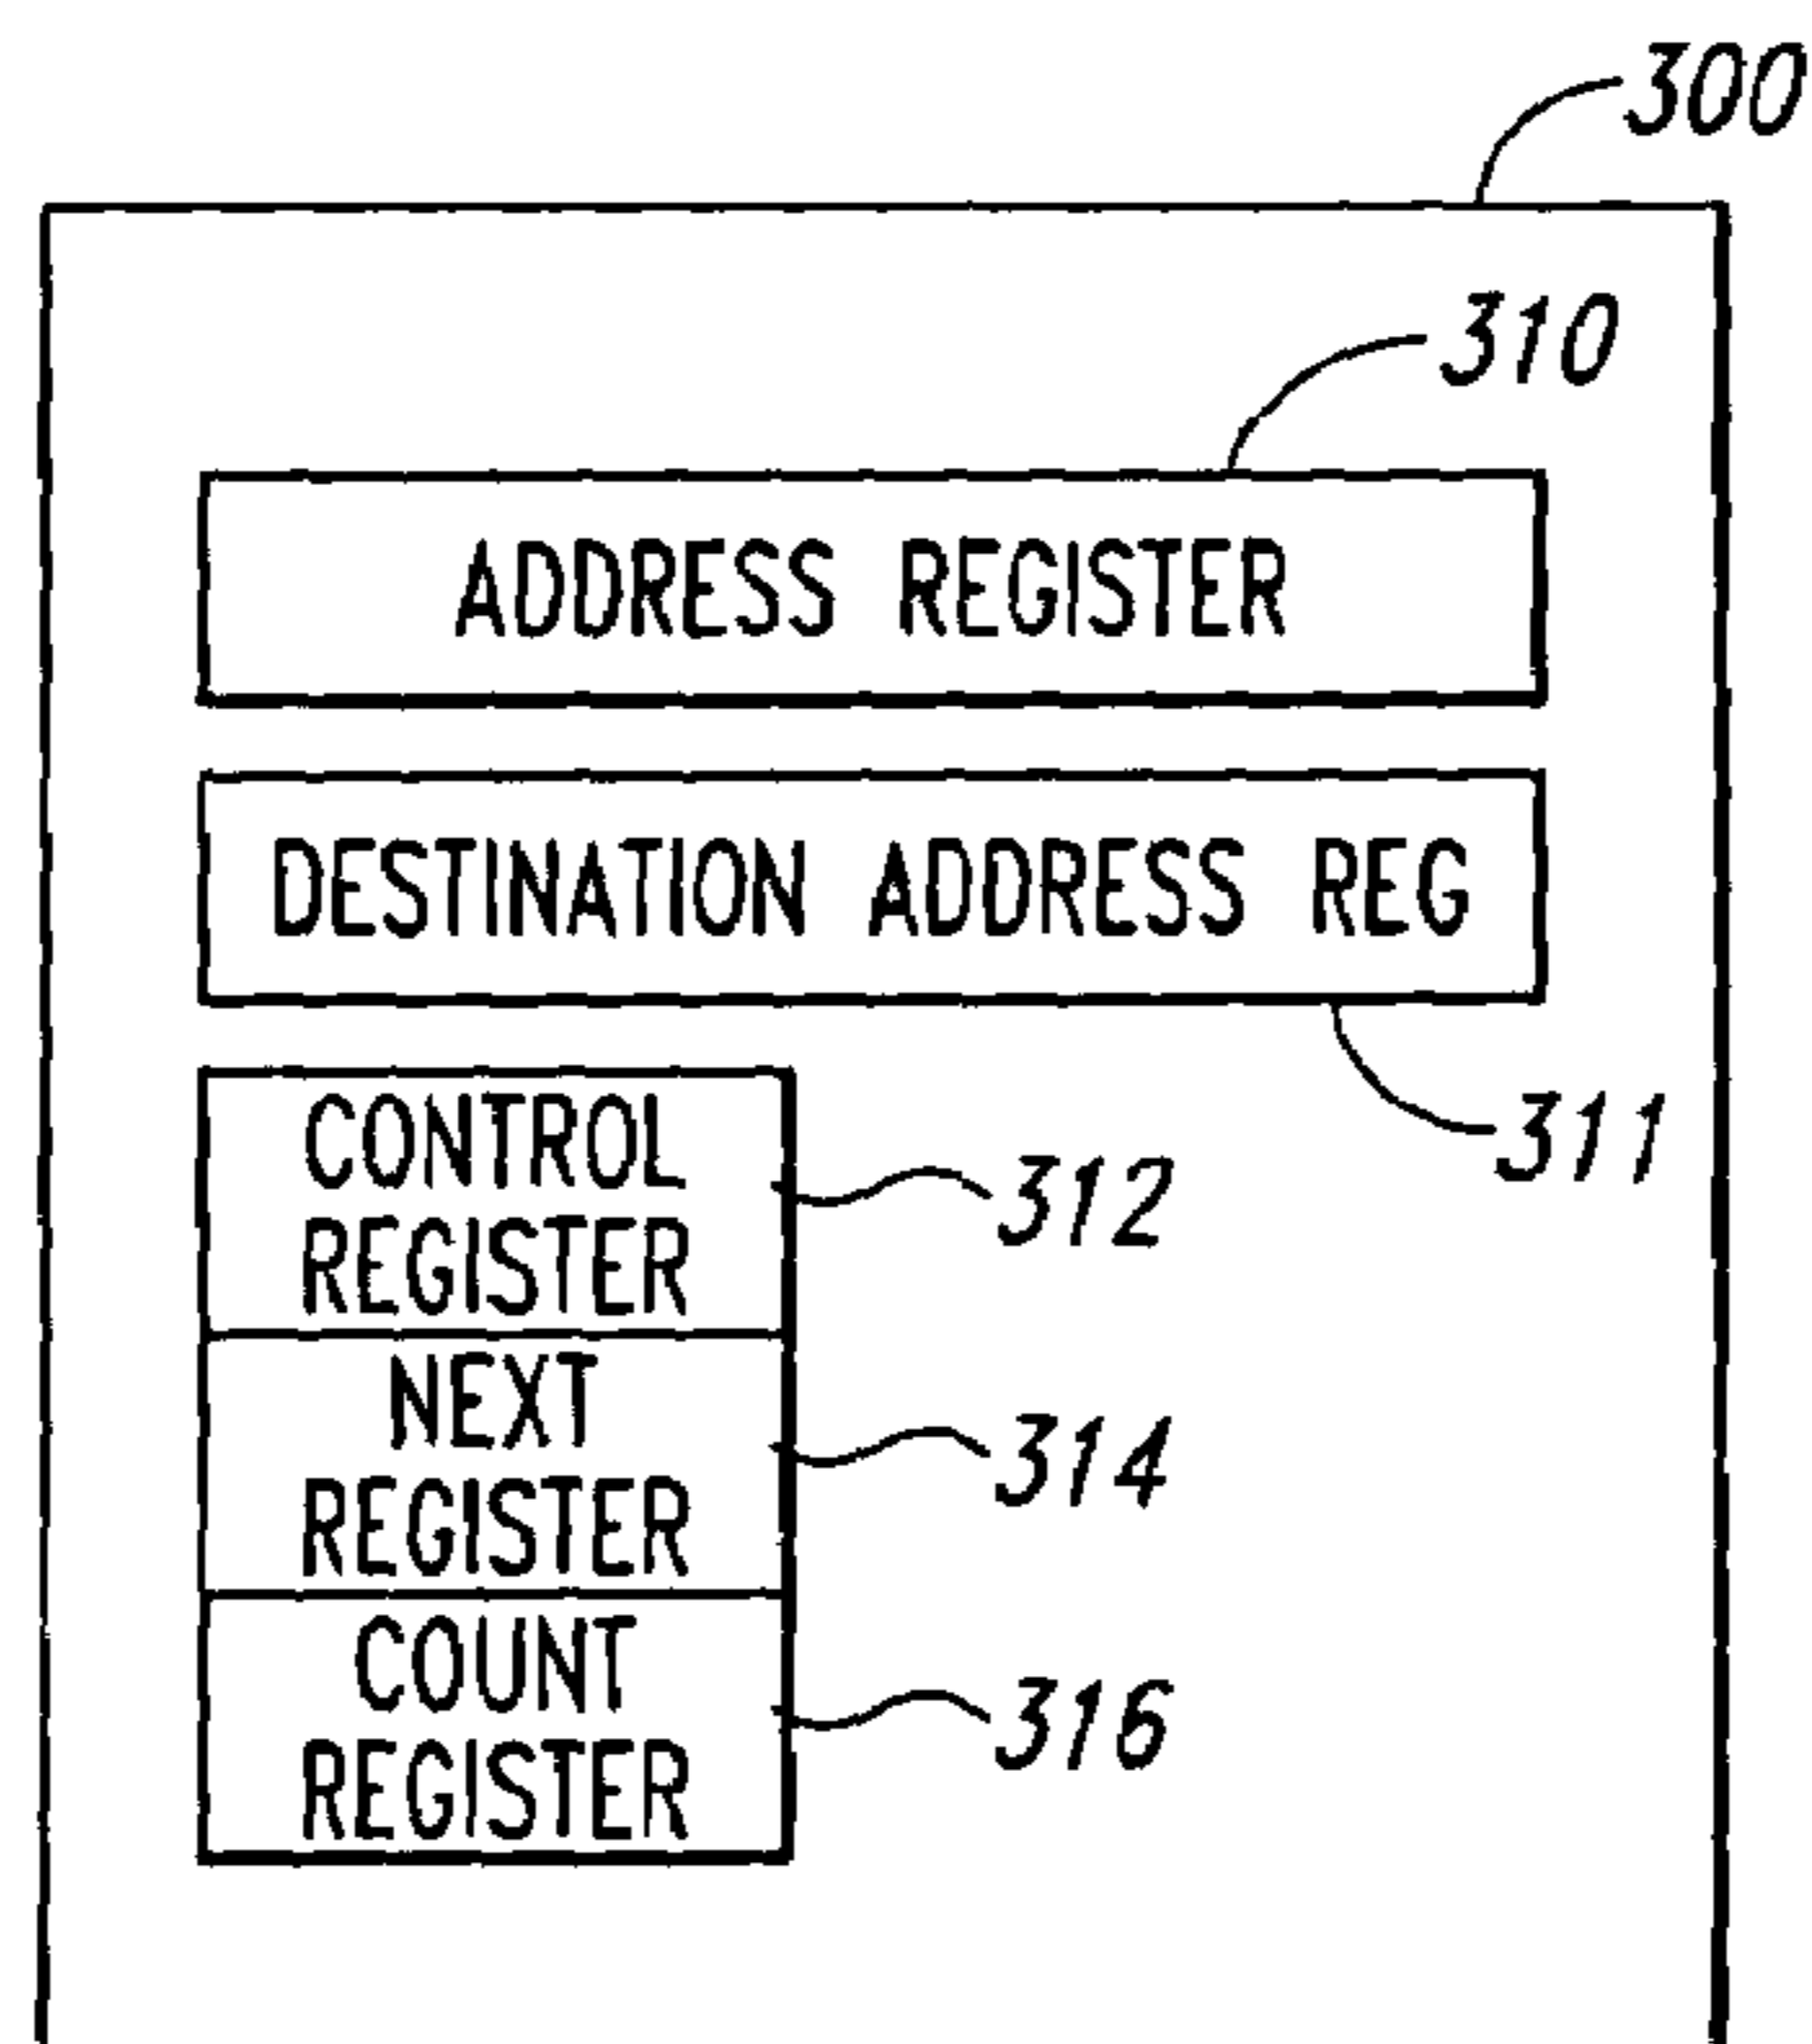 300
310
ADDRESS REGISTER
DESTINATION ADDRESS REG
311
CONTROL
REGISTER
312
NEXT
REGISTER
314
COUNT
REGISTER
316